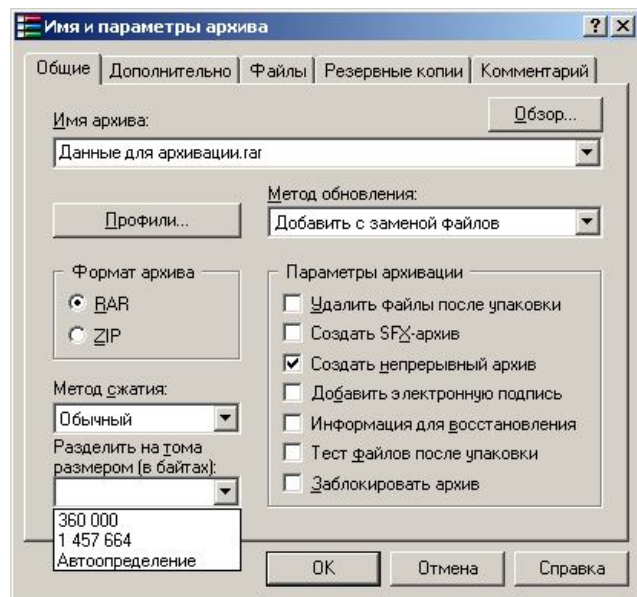 Имя и параметры архива
Общие
Дополнительно
Файлы
Резервные копии
Комментарий
Имя архива:
Обзор...
Данные для архивации.rar
Профили...
Метод обновления:
Добавить с заменой файлов
Формат архива
RAR
ZIP
Метод сжатия:
Обычный
Разделить на тома
размером (в байтах):
360 000
1 457 664
Автоопределение
Параметры архивации
Удалить файлы после упаковки
Создать SFX-архив
Создать непрерывный архив
Добавить электронную подпись
Информация для восстановления
Тест файлов после упаковки
Заблокировать архив
OK
Отмена
Справка